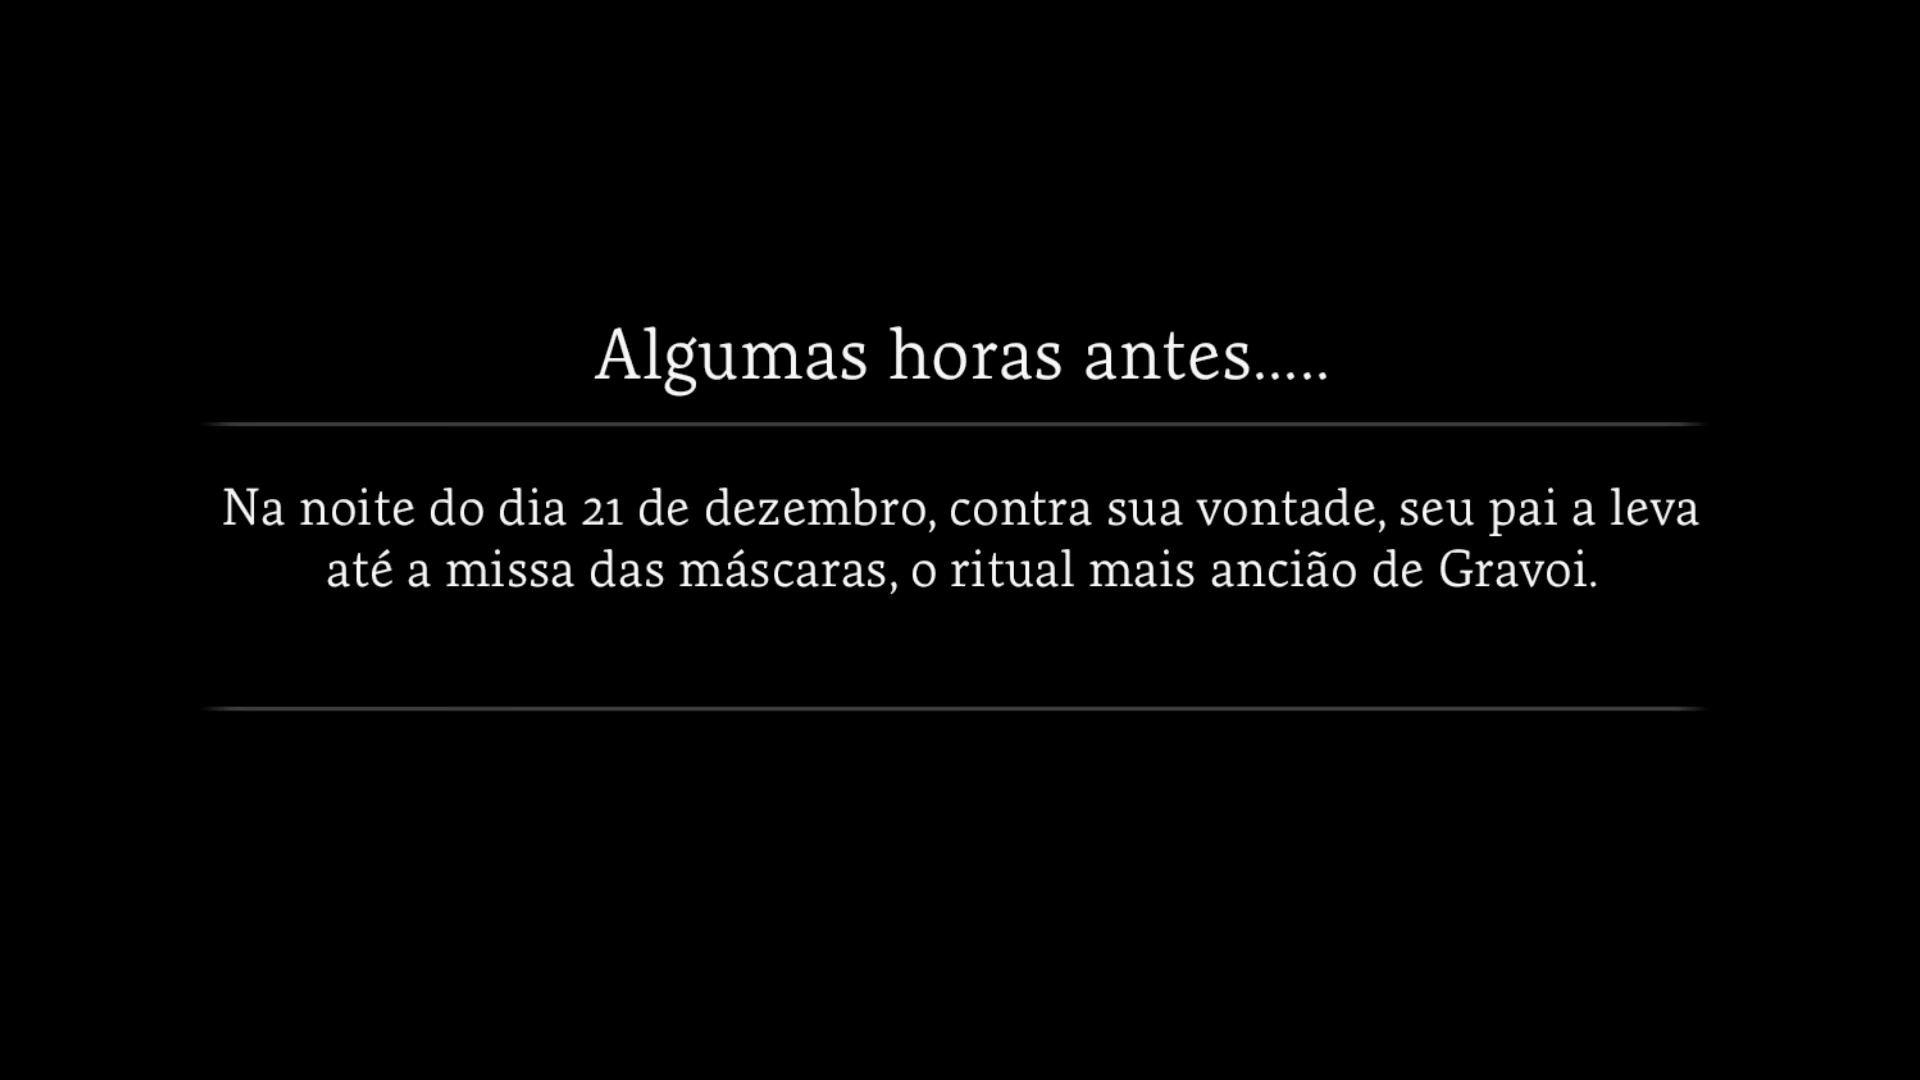 Algumas horas antes.....
Na noite do dia 21 de dezembro, contra sua vontade, seu pai a leva
até a missa das máscaras, o ritual mais ancião de Gravoi.